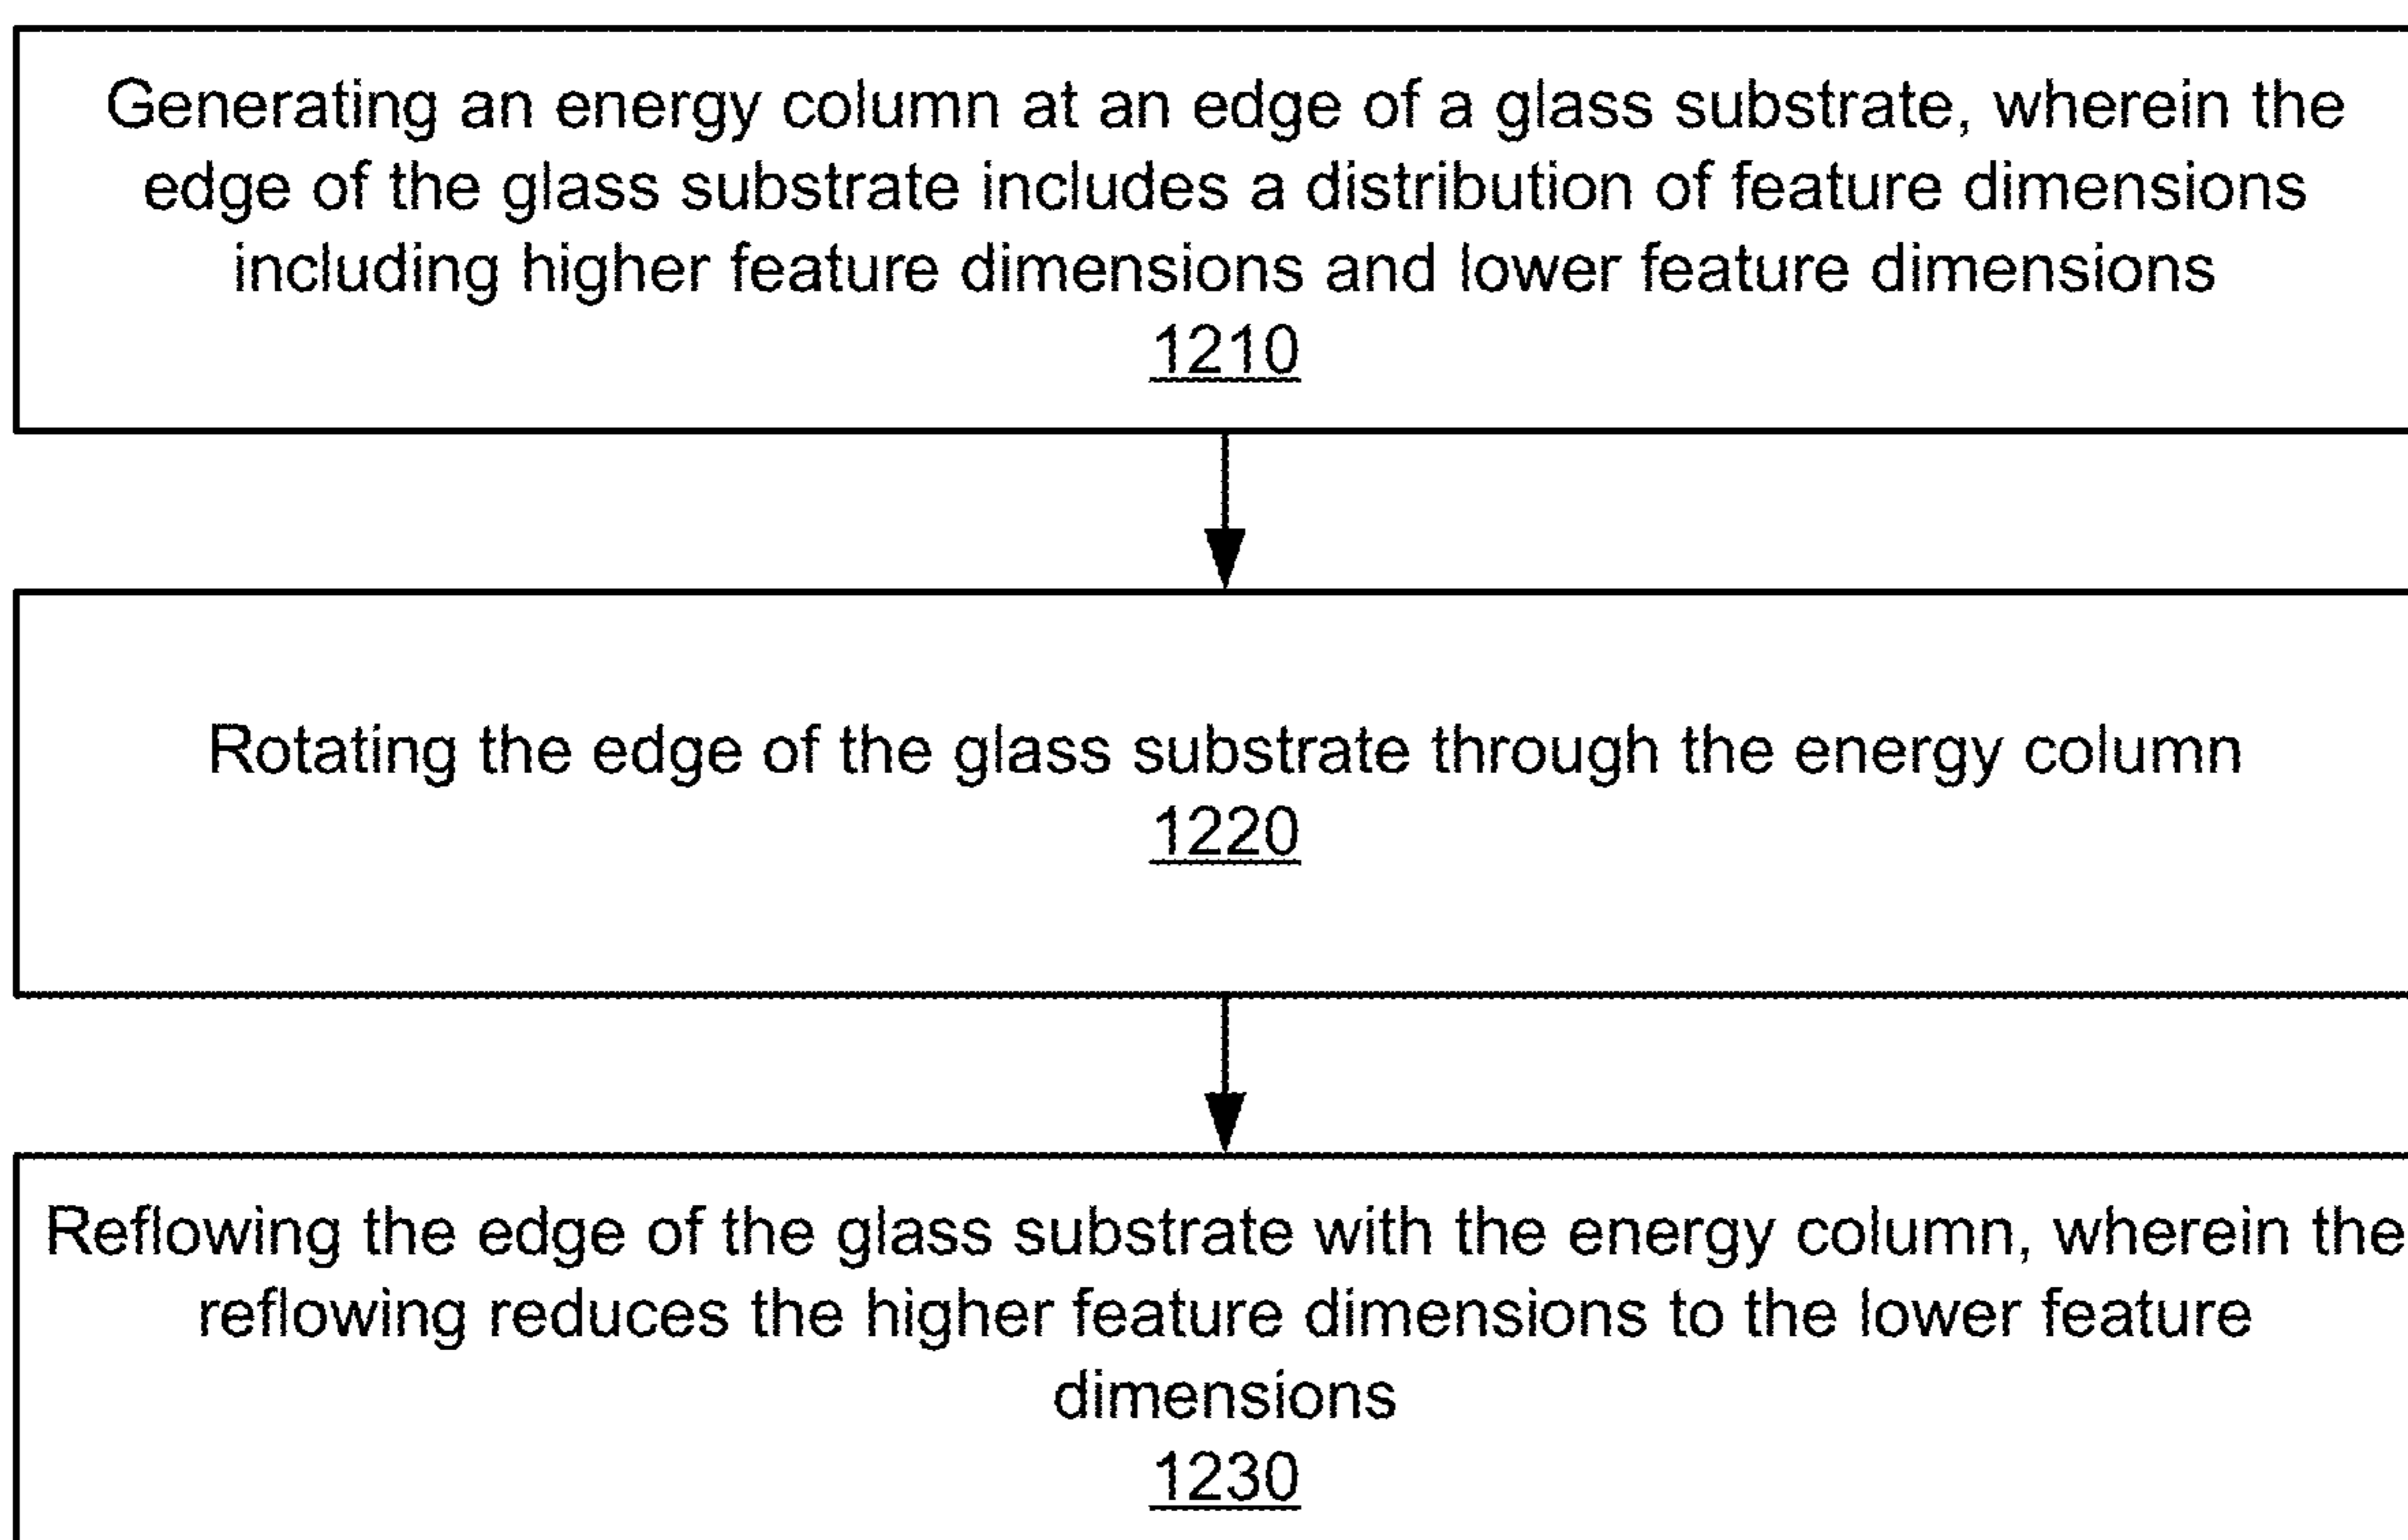 Generating an energy column at an edge of a glass substrate, wherein the
edge of the glass substrate includes a distribution of feature dimensions
including higher feature dimensions and lower feature dimensions
1210
Rotating the edge of the glass substrate through the energy column
1220
Reflowing the edge of the glass substrate with the energy column, wherein the
reflowing reduces the higher feature dimensions to the lower feature
dimensions
1230